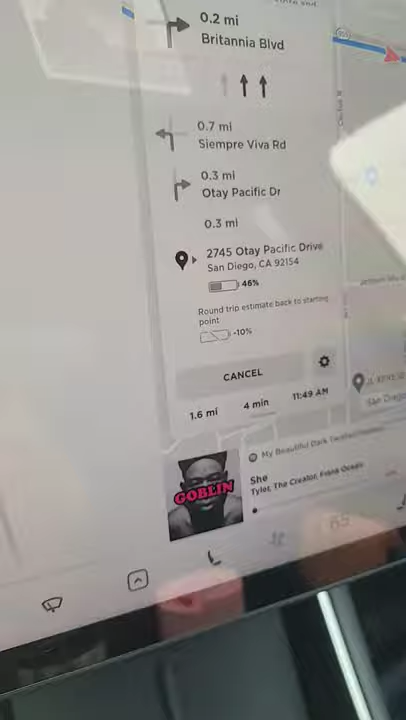 0.2 mi
Britannia Blvd
0.7 mi
Siempre Viva Rd
0.3 mi
Otay Pacific Dr
0.3 mi
2745 Otay Pacific Drive
San Diego, CA 92154
46%
Round trip estimate back to starting
point
-10%
CANCEL
1.6 mi
4 min
11:49 AM
San Diego
My Beautiful Dark Twisted
She
Tyler, The Creator, Frank Ocean
GOBLIN
65